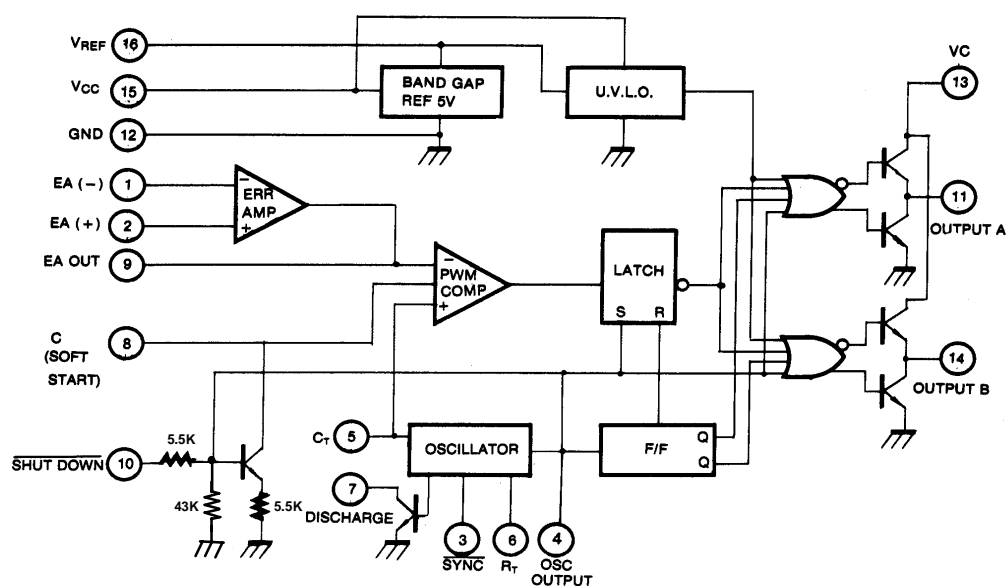 VREF 16
VCC 15
GND 12
EA (−) 1
EA (+) 2
EA OUT 9
C
(SOFT
START)
8
SHUT DOWN 10
BAND GAP
REF 5V
U.V.L.O.
−
ERR
AMP
+
−
PWM
COMP
+
LATCH
S R
VC
13
11
OUTPUT A
14
OUTPUT B
5.5K
43K
5.5K
CT 5
OSCILLATOR
F/F
Q
Q
7
DISCHARGE
3
SYNC
6
RT
4
OSC
OUTPUT